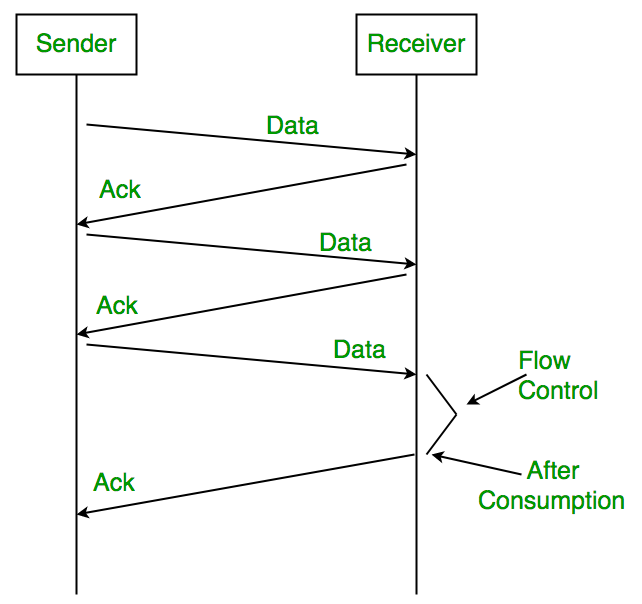 Sender
Receiver
Data
Ack
Data
Ack
Data
Flow
Control
After
Consumption
Ack